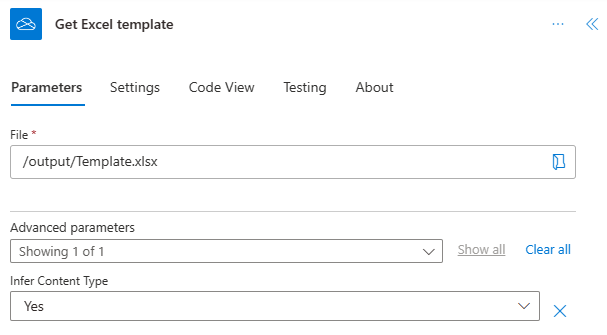 Get Excel template
Parameters Settings Code View Testing About
File *
/output/Template.xlsx
Advanced parameters
Showing 1 of 1 Show all Clear all
Infer Content Type
Yes